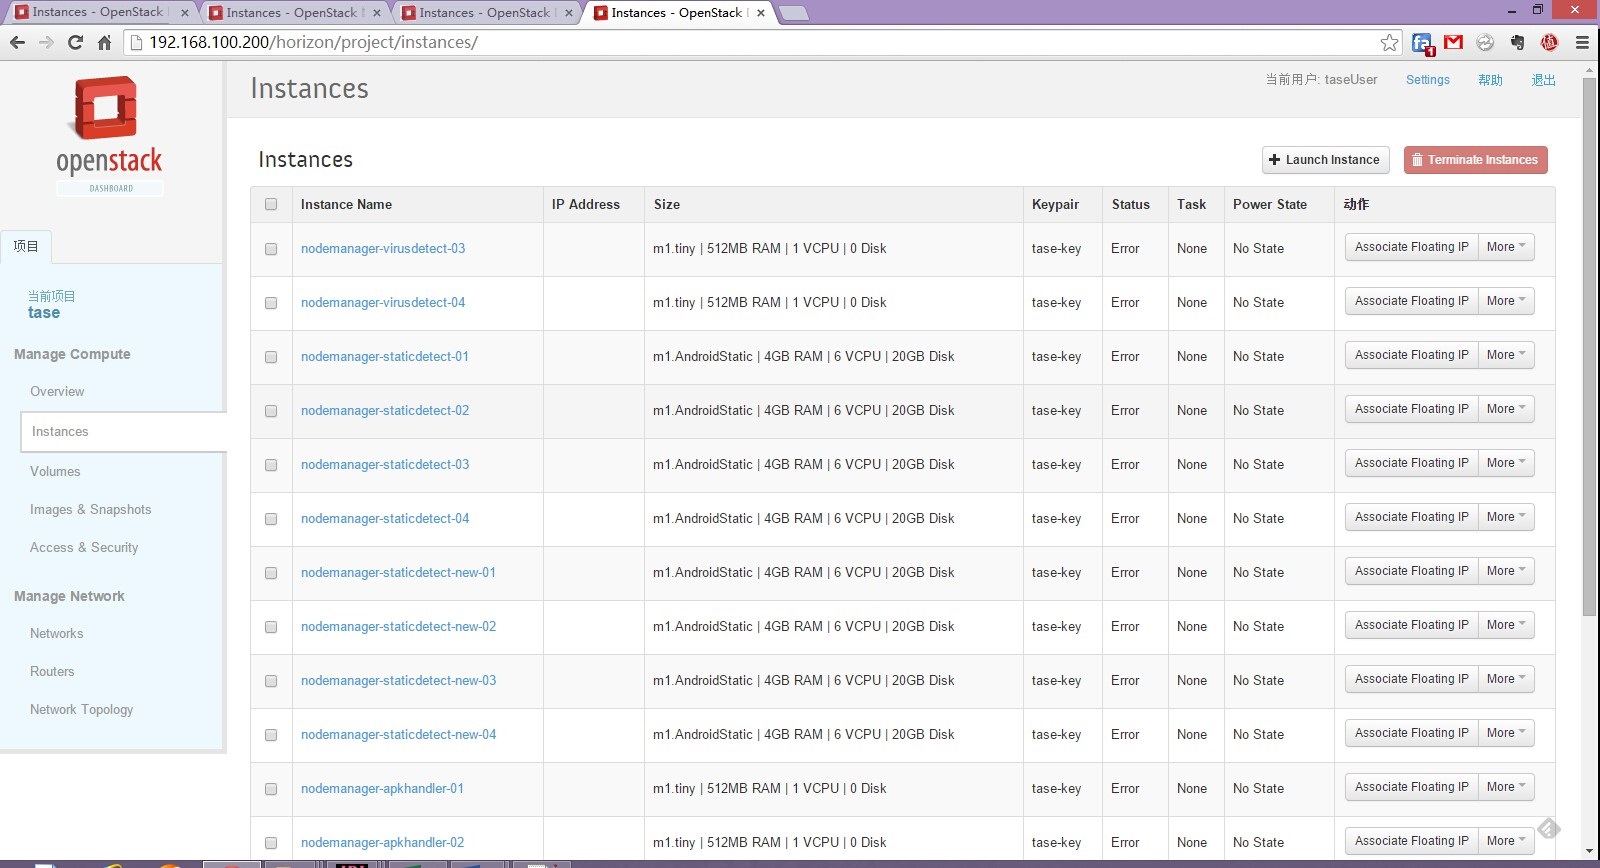 Instances - OpenStack Instances - OpenStack Instances - OpenStack Instances - OpenStack
192.168.100.200/horizon/project/instances/
1
openstack
DASHBOARD
Instances
当前用户: taseUser Settings 帮助 退出
项目
当前项目
tase
Manage Compute
Overview
Instances
Volumes
Images & Snapshots
Access & Security
Manage Network
Networks
Routers
Network Topology
Instances
Launch Instance Terminate Instances
Instance Name IP Address Size Keypair Status Task Power State 动作
nodemanager-virusdetect-03 m1.tiny | 512MB RAM | 1 VCPU | 0 Disk tase-key Error None No State Associate Floating IP More
nodemanager-virusdetect-04 m1.tiny | 512MB RAM | 1 VCPU | 0 Disk tase-key Error None No State Associate Floating IP More
nodemanager-staticdetect-01 m1.AndroidStatic | 4GB RAM | 6 VCPU | 20GB Disk tase-key Error None No State Associate Floating IP More
nodemanager-staticdetect-02 m1.AndroidStatic | 4GB RAM | 6 VCPU | 20GB Disk tase-key Error None No State Associate Floating IP More
nodemanager-staticdetect-03 m1.AndroidStatic | 4GB RAM | 6 VCPU | 20GB Disk tase-key Error None No State Associate Floating IP More
nodemanager-staticdetect-04 m1.AndroidStatic | 4GB RAM | 6 VCPU | 20GB Disk tase-key Error None No State Associate Floating IP More
nodemanager-staticdetect-new-01 m1.AndroidStatic | 4GB RAM | 6 VCPU | 20GB Disk tase-key Error None No State Associate Floating IP More
nodemanager-staticdetect-new-02 m1.AndroidStatic | 4GB RAM | 6 VCPU | 20GB Disk tase-key Error None No State Associate Floating IP More
nodemanager-staticdetect-new-03 m1.AndroidStatic | 4GB RAM | 6 VCPU | 20GB Disk tase-key Error None No State Associate Floating IP More
nodemanager-staticdetect-new-04 m1.AndroidStatic | 4GB RAM | 6 VCPU | 20GB Disk tase-key Error None No State Associate Floating IP More
nodemanager-apkhandler-01 m1.tiny | 512MB RAM | 1 VCPU | 0 Disk tase-key Error None No State Associate Floating IP More
nodemanager-apkhandler-02 m1.tiny | 512MB RAM | 1 VCPU | 0 Disk tase-key Error None No State Associate Floating IP More